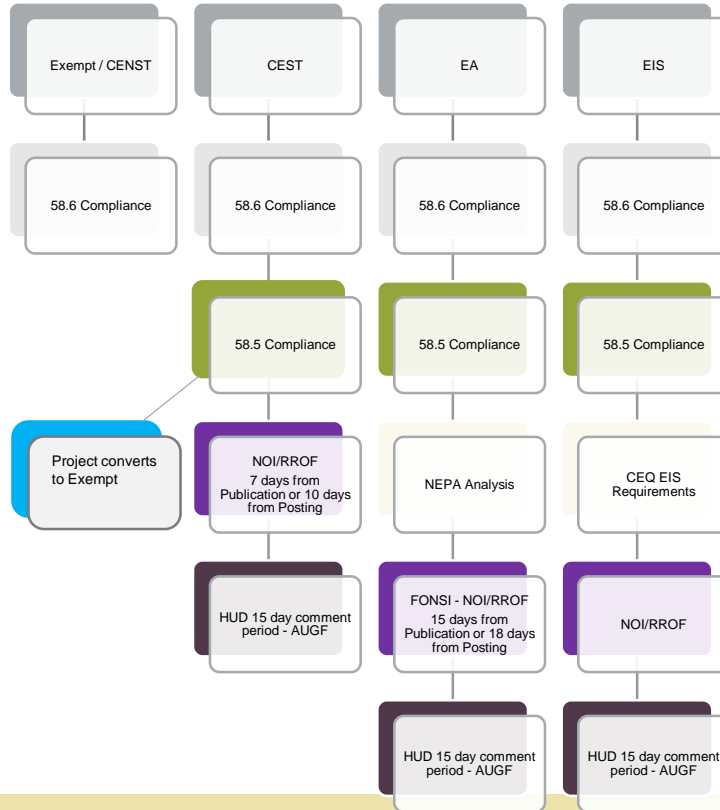 Exempt / CENST
CEST
EA
EIS
58.6 Compliance
58.6 Compliance
58.6 Compliance
58.6 Compliance
58.5 Compliance
58.5 Compliance
58.5 Compliance
Project converts
to Exempt
NOI/RROF
7 days from
Publication or 10 days
from Posting
NEPA Analysis
CEQ EIS
Requirements
HUD 15 day comment
period - AUGF
FONSI - NOI/RROF
15 days from
Publication or 18 days
from Posting
NOI/RROF
HUD 15 day comment
period - AUGF
HUD 15 day comment
period - AUGF